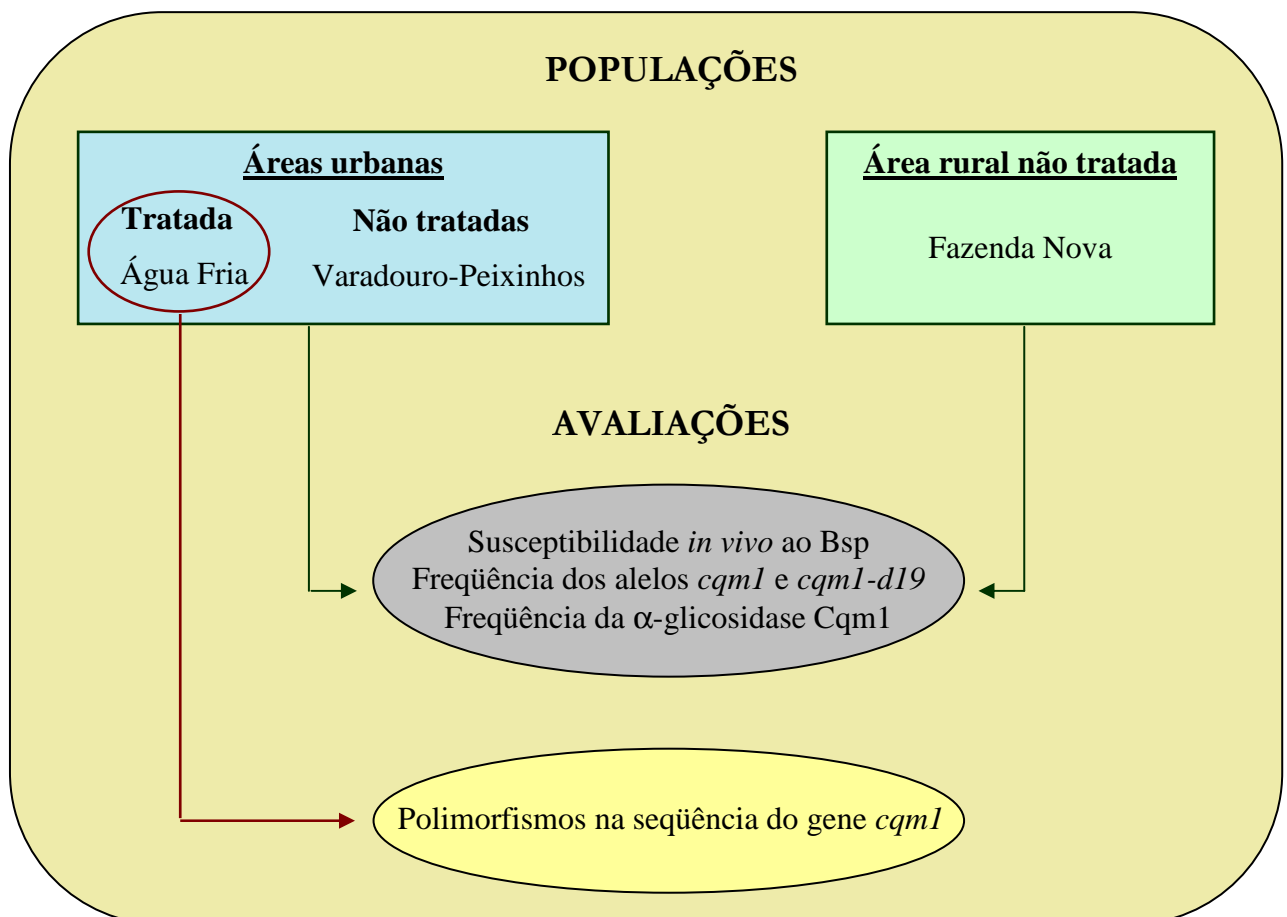 POPULAÇÕES
Áreas urbanas
Tratada
Água Fria
Não tratadas
Varadouro-Peixinhos
Área rural não tratada
Fazenda Nova
AVALIAÇÕES
Susceptibilidade in vivo ao Bsp
Freqüência dos alelos cqm1 e cqm1-d19
Freqüência da α-glicosidase Cqm1
Polimorfismos na seqüência do gene cqm1